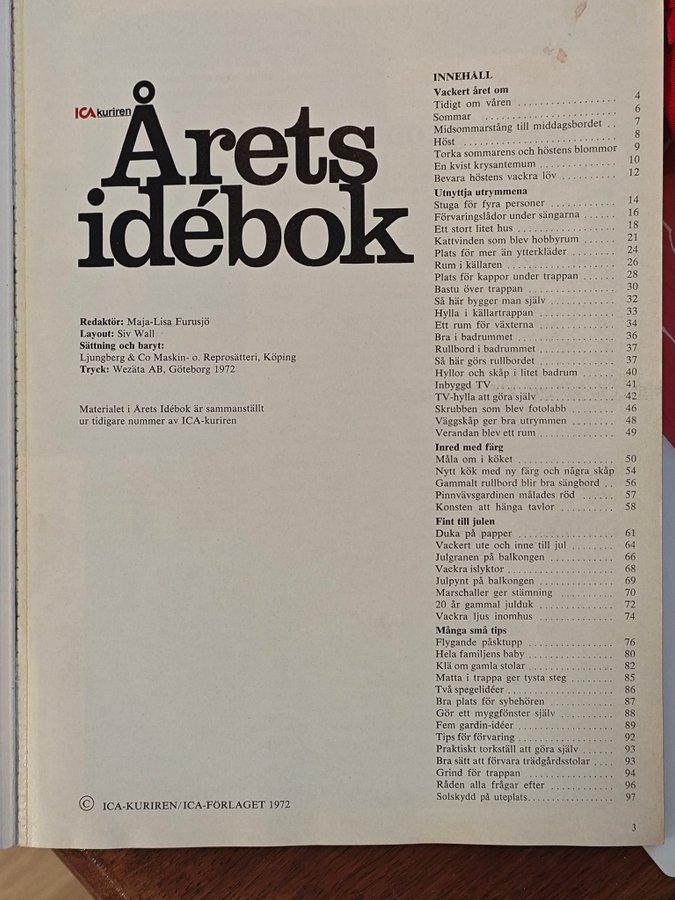 ICA kuriren
Årets
idébok
Redaktör: Maja-Lisa Furusjö
Layout: Siv Wall
Sättning och baryt:
Ljungberg & Co Maskin- o. Reprosätteri, Köping
Tryck: Wezäta AB, Göteborg 1972
Materialet i Årets Idébok är sammanställt
ur tidigare nummer av ICA-kuriren
© ICA-KURIREN/ICA-FÖRLAGET 1972
INNEHÅLL
Vackert året om
Tidigt om våren 4
Sommar 6
Midsommarstång till middagsbordet 7
Höst 8
Torka sommarens och höstens blommor 9
En kvist krysantemum 10
Bevara höstens vackra löv 12
Utnyttja utrymmena
Stuga för fyra personer 14
Förvaringslådor under sängarna 16
Ett stort litet hus 18
Kattvinden som blev hobbyrum 21
Plats för mer än ytterkläder 24
Rum i källaren 26
Plats för kappor under trappan 28
Bastu över trappan 30
Så här bygger man själv 32
Hylla i källartrappan 33
Ett rum för växterna 34
Bra i badrummet 36
Rullbord i badrummet 37
Så här görs rullbordet 37
Hyllor och skåp i litet badrum 40
Inbyggd TV 41
TV-hylla att göra själv 42
Skrubben som blev fotolabb 46
Väggskåp ger bra utrymmen 48
Verandan blev ett rum 49
Inred med färg
Måla om i köket 50
Nytt kök med ny färg och några skåp 54
Gammalt rullbord blir bra sängbord 56
Pinnvävsgardinen målades röd 57
Konsten att hänga tavlor 58
Fint till julen
Duka på papper 61
Vackert ute och inne till jul 64
Julgranen på balkongen 66
Vackra islyktor 68
Julpynt på balkongen 69
Marschaller ger stämning 70
20 år gammal julduk 72
Vackra ljus inomhus 74
Många små tips
Flygande påsktupp 76
Hela familjens baby 80
Klä om gamla stolar 82
Matta i trappa ger tysta steg 85
Två spegelidéer 86
Bra plats för sybehören 87
Gör ett myggfönster själv 88
Fem gardin-idéer 89
Tips för förvaring 92
Praktiskt torkställ att göra själv 93
Bra sätt att förvara trädgårdsstolar 93
Grind för trappan 94
Råden alla frågar efter 96
Solskydd på uteplats 97
3